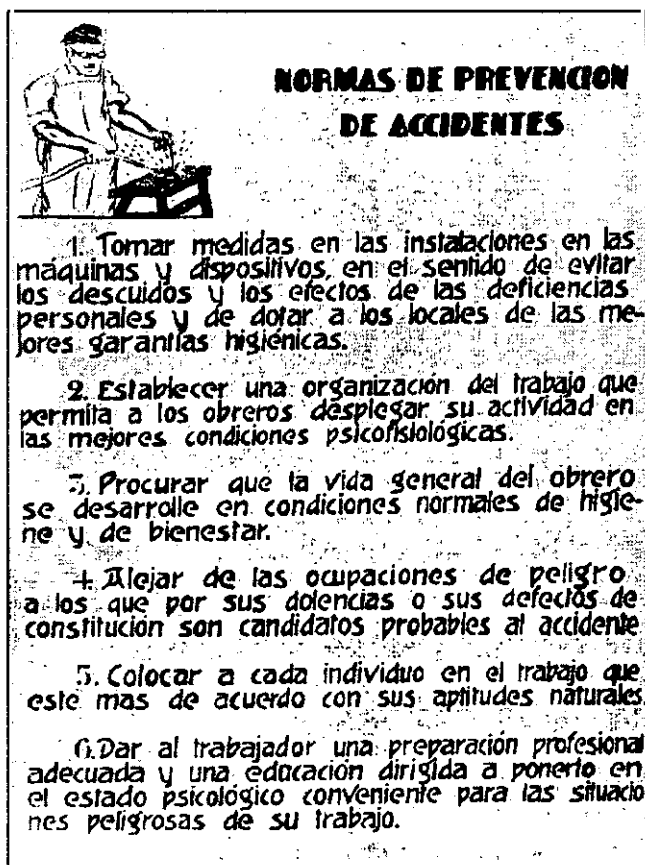 NORMAS DE PREVENCION
DE ACCIDENTES
1. Tomar medidas en las instalaciones en las
máquinas y dispositivos, en el sentido de evitar
los descuidos y los efectos de las deficiencias
personales y de dotar a los locales de las me-
jores garantías higiénicas.
2. Establecer una organización del trabajo que
permita a los obreros desplegar su actividad en
las mejores condiciones psicofisiológicas.
3. Procurar que la vida general del obrero
se desarrolle en condiciones normales de higie-
ne y de bienestar.
4. Alejar de las ocupaciones de peligro
a los que por sus dolencias o sus defectos de
constitución son candidatos probables al accidente
5. Colocar a cada individuo en el trabajo que
este mas de acuerdo con sus aptitudes naturales.
6. Dar al trabajador una preparación profesional
adecuada y una educación dirigida a ponerlo en
el estado psicológico conveniente para las situacio
nes peligrosas de su trabajo.